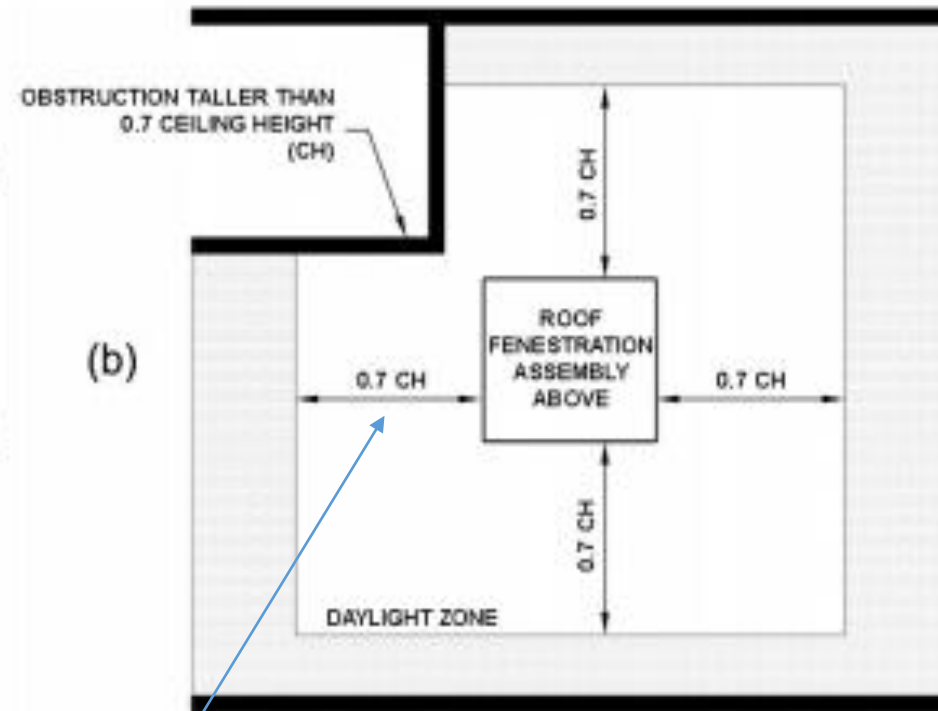 OBSTRUCTION TALLER THAN
0.7 CEILING HEIGHT
(CH)
0.7 CH
(b)
ROOF
FENESTRATION
ASSEMBLY
ABOVE
0.7 CH
0.7 CH
0.7 CH
DAYLIGHT ZONE